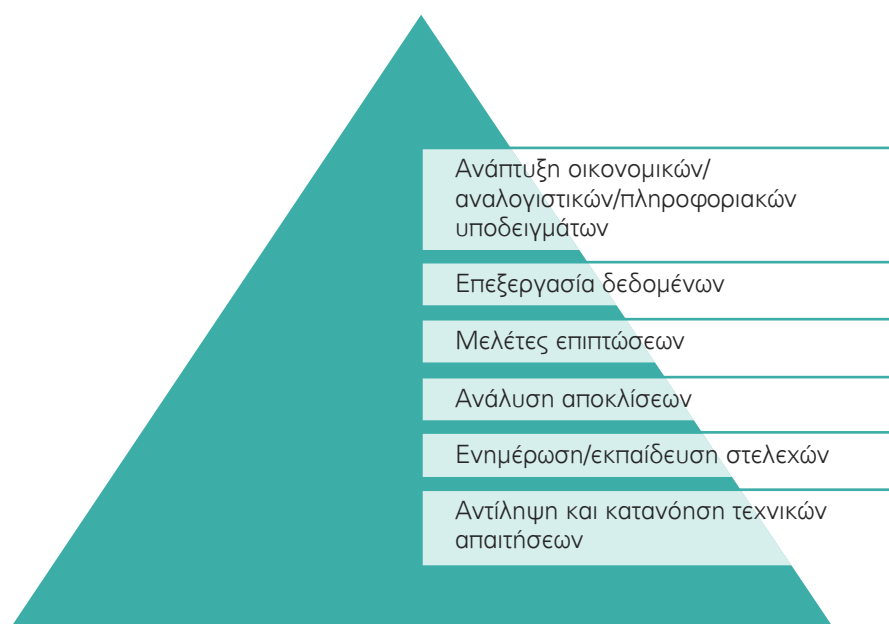 Ανάπτυξη οικονομικών/
αναλογιστικών/πληροφοριακών
υποδειγμάτων
Επεξεργασία δεδομένων
Μελέτες επιπτώσεων
Ανάλυση αποκλίσεων
Ενημέρωση/εκπαίδευση στελεχών
Αντίληψη και κατανόηση τεχνικών
απαιτήσεων